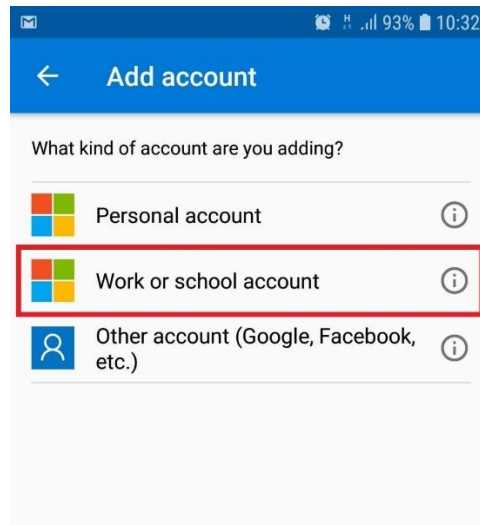 93% 10:32
Add account
What kind of account are you adding?
Personal account
Work or school account
Other account (Google, Facebook,
etc.)